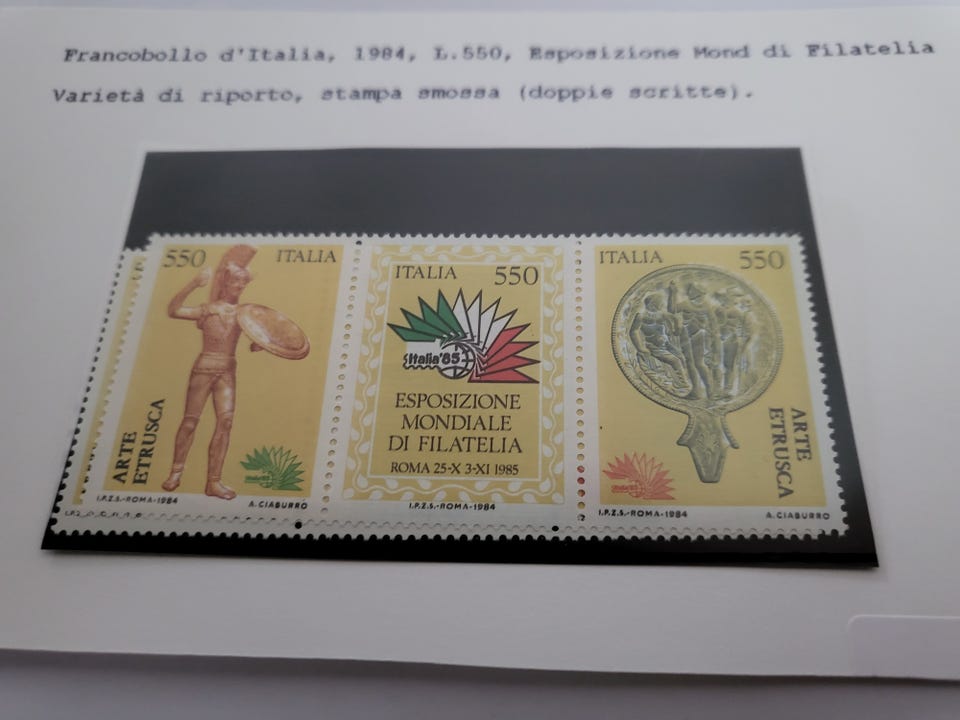 Francobollo d'Italia, 1984, L.550, Esposizione Mond di Filatelia
Varietà di riporto, stampa smossa (doppie scritte).
550 ITALIA
ARTE
ETRUSCA
I.P.Z.S.-ROMA-1984 A. CIABURRO
ITALIA 550
Italia'85
ESPOSIZIONE
MONDIALE
DI FILATELIA
ROMA 25-X 3-XI 1985
I.P.Z.S.-ROMA-1984
ITALIA 550
ARTE
ETRUSCA
I.P.Z.S.-ROMA-1984 A. CIABURRO